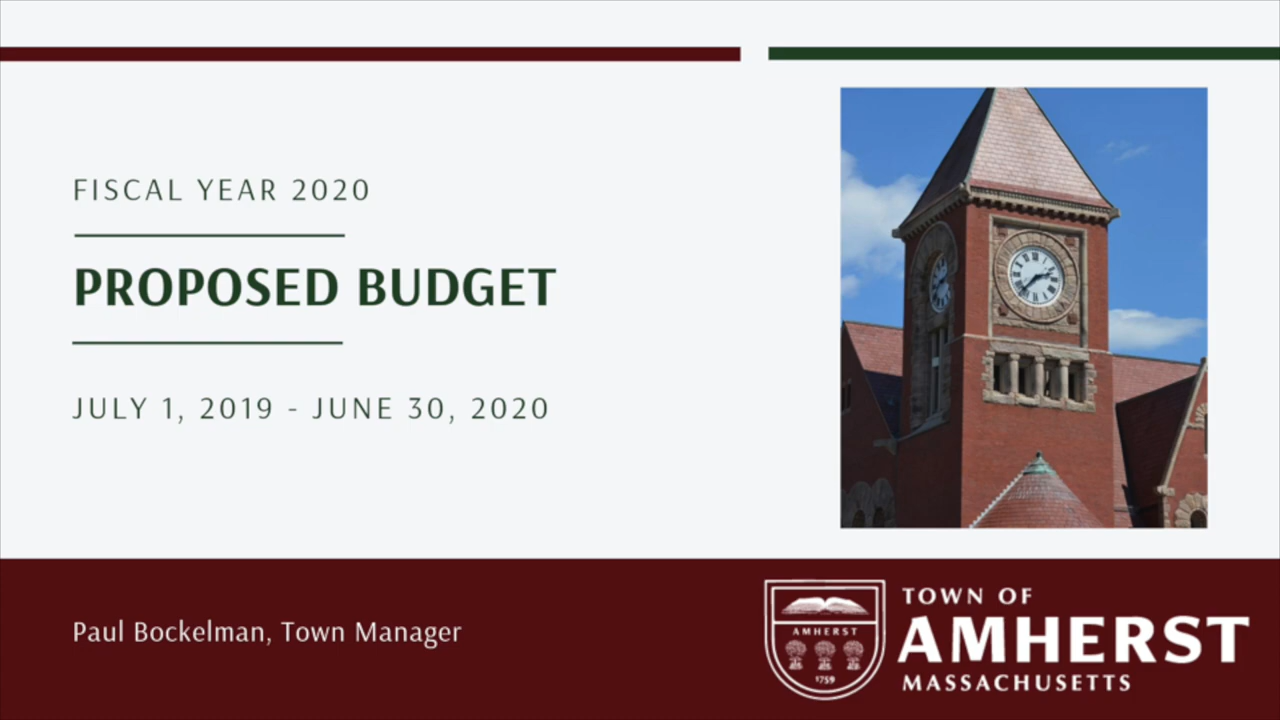 FISCAL YEAR 2020
PROPOSED BUDGET
JULY 1, 2019 - JUNE 30, 2020
Paul Bockelman, Town Manager
AMHERST
1759
TOWN OF
AMHERST
MASSACHUSETTS